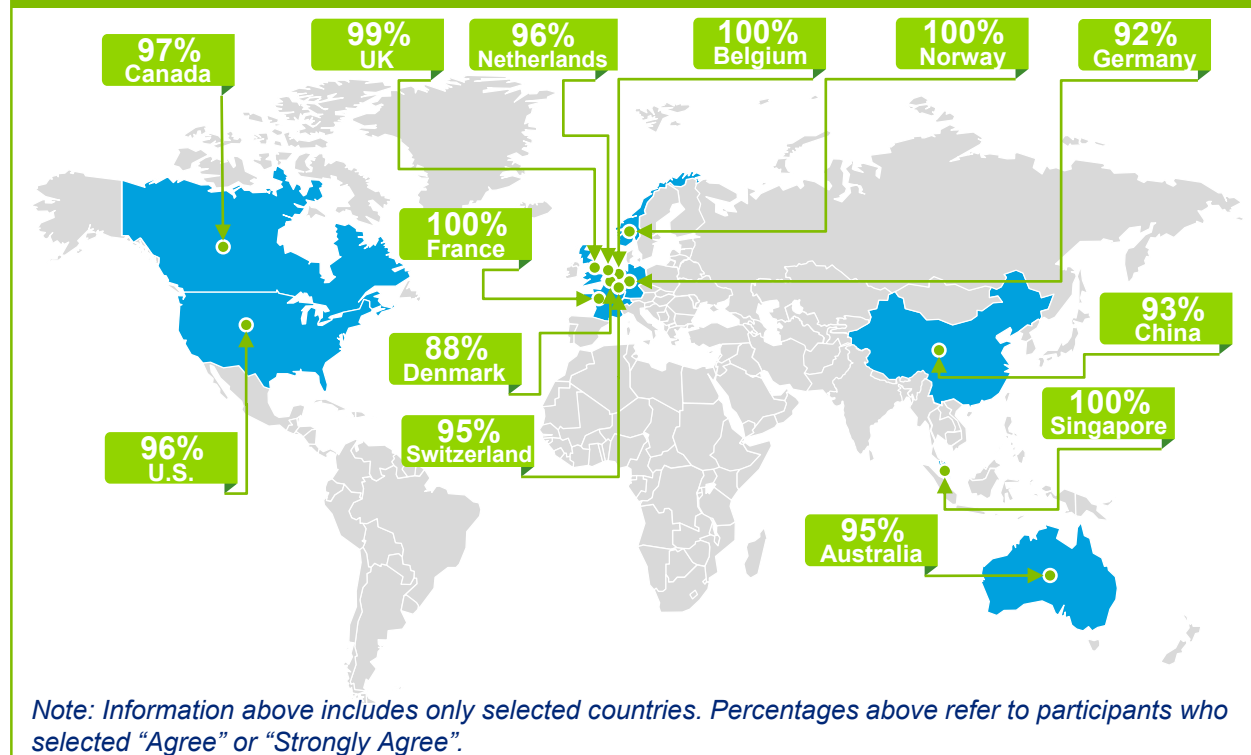 97%
Canada
99%
UK
96%
Netherlands
100%
Belgium
100%
Norway
92%
Germany
100%
France
93%
China
88%
Denmark
100%
Singapore
95%
Switzerland
96%
U.S.
95%
Australia
Note: Information above includes only selected countries. Percentages above refer to participants who
selected “Agree” or “Strongly Agree”.